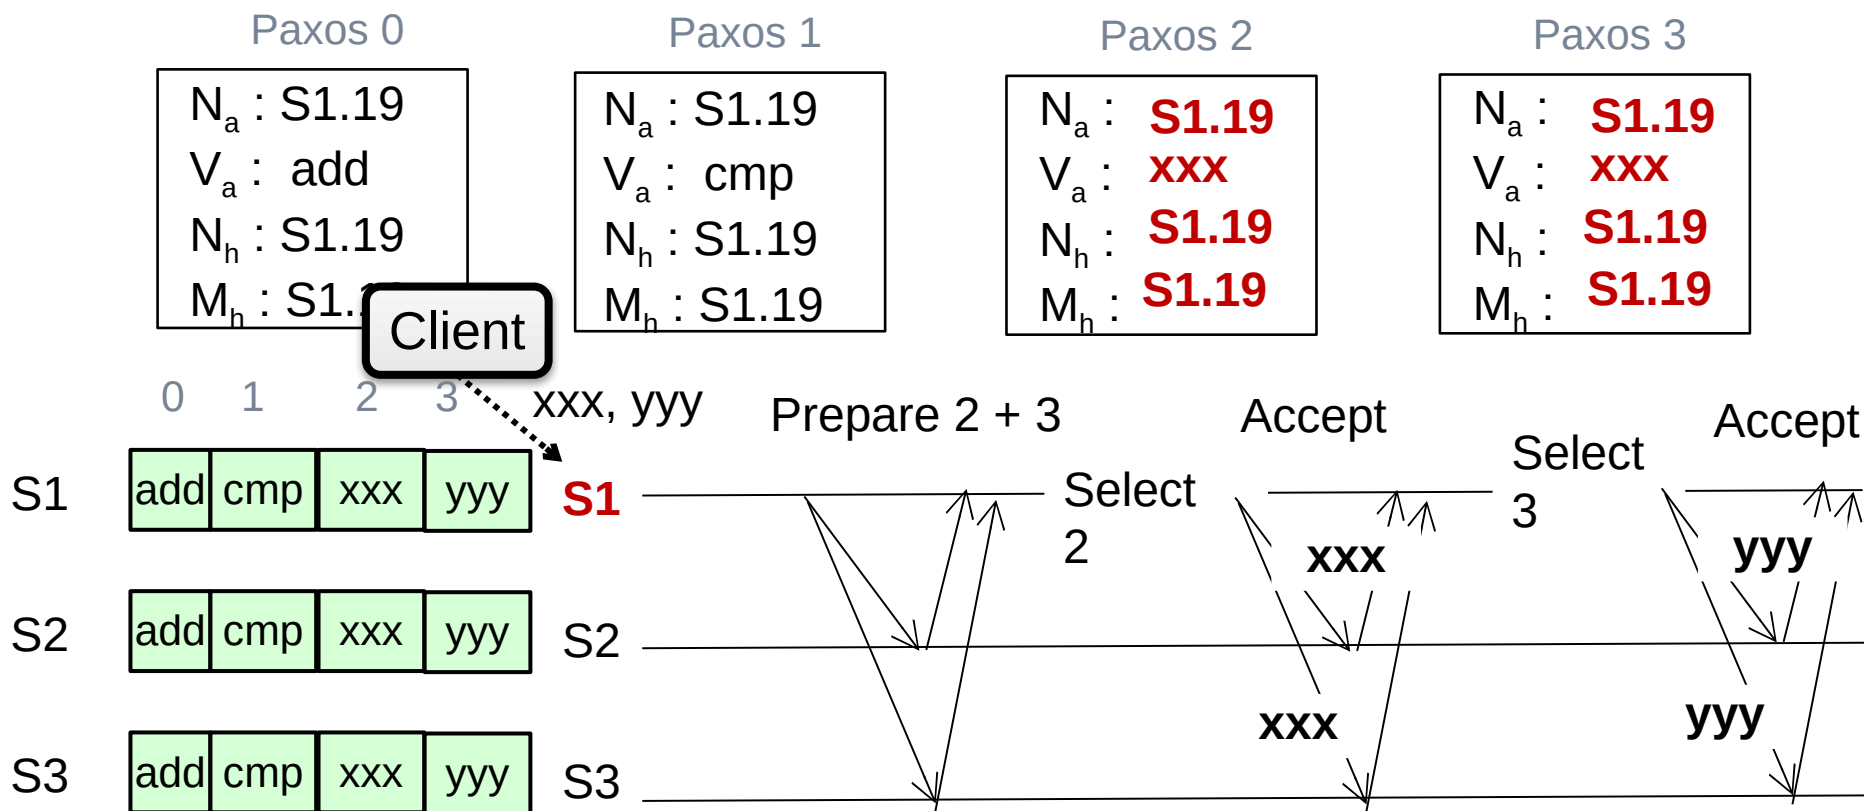 Paxos 0
Na : S1.19
Va : add
Nh : S1.19
Mh : S1.
Paxos 1
Na : S1.19
Va : cmp
Nh : S1.19
Mh : S1.19
Paxos 2
Na : S1.19
Va : xxx
Nh : S1.19
Mh : S1.19
Paxos 3
Na : S1.19
Va : xxx
Nh : S1.19
Mh : S1.19
Client
0 1 2 3
xxx, yyy
Prepare 2 + 3
Accept
Accept
S1 add cmp xxx yyy S1
Select
2
Select
3
xxx
yyy
S2 add cmp xxx yyy S2
xxx
yyy
S3 add cmp xxx yyy S3